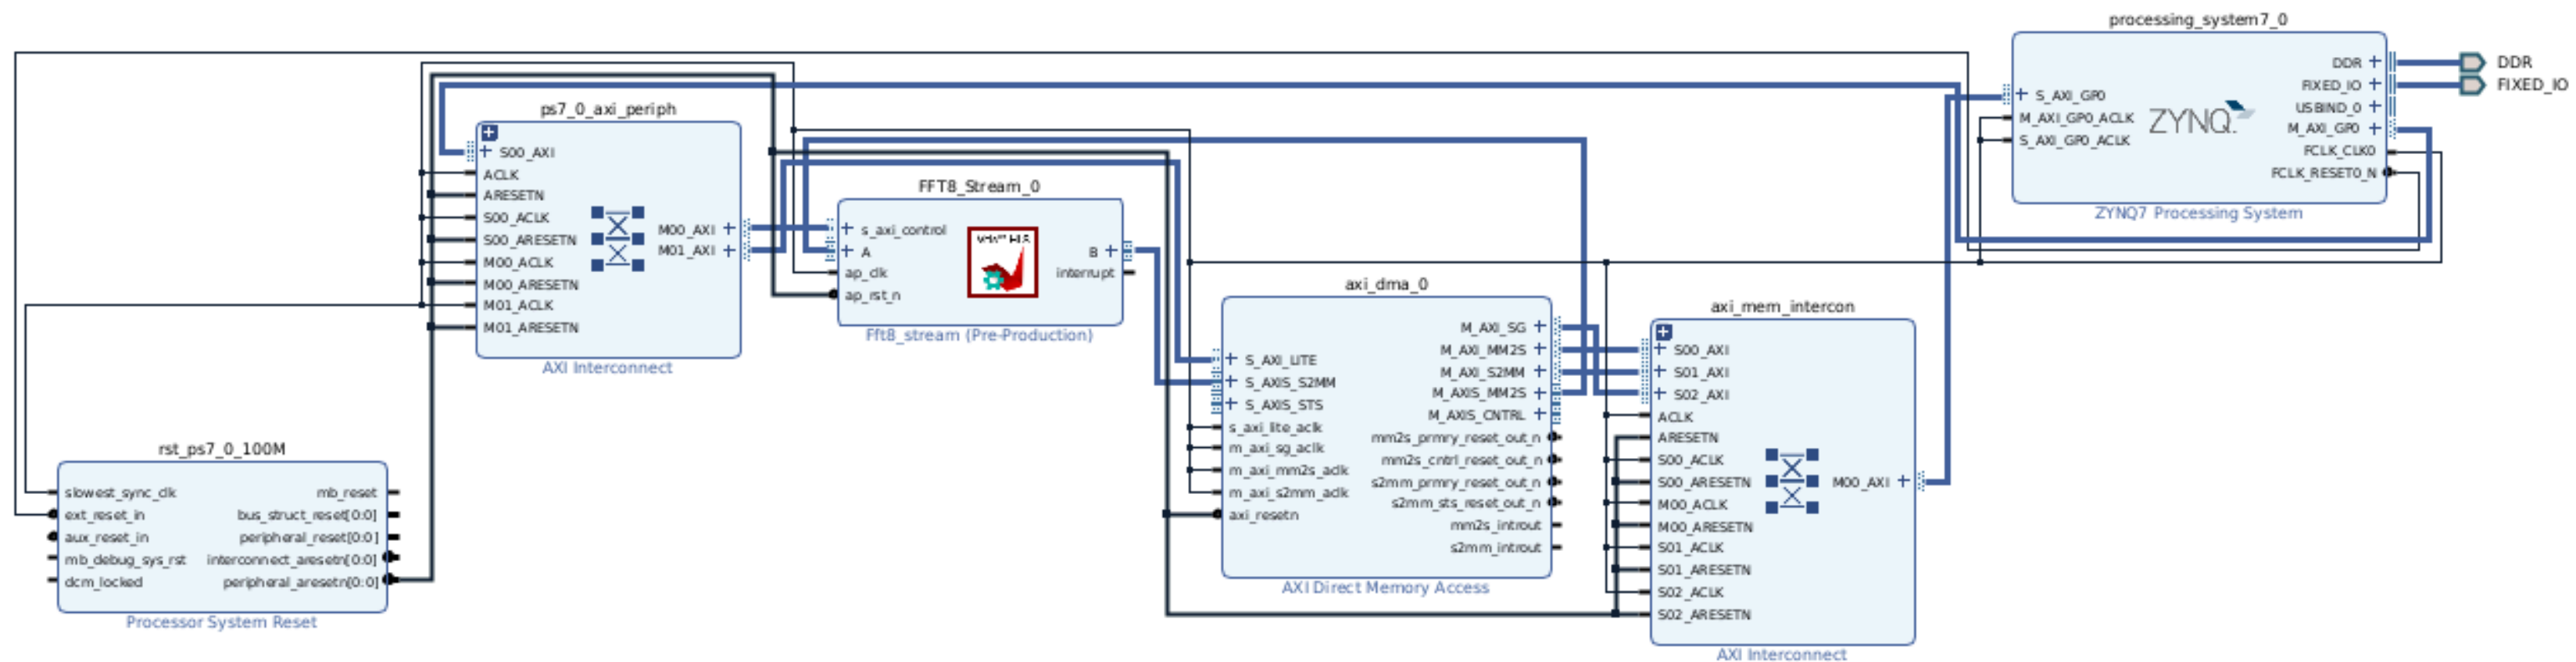 processing_system7_0
DDR
FIXED_IO
USBIND_0
M_AXI_GP0
FCLK_CLK0
FCLK_RESET0_N
S_AXI_GP0
M_AXI_GP0_ACLK
S_AXI_GP0_ACLK
ZYNQ
ZYNQ7 Processing System
DDR
FIXED_IO
ps7_0_axi_periph
S00_AXI
ACLK
ARESETN
S00_ACLK
S00_ARESETN
M00_ACLK
M00_ARESETN
M01_ACLK
M01_ARESETN
M00_AXI
M01_AXI
AXI Interconnect
FFT8_Stream_0
s_axi_control
A
ap_clk
ap_rst_n
B
interrupt
Fft8_stream (Pre-Production)
axi_dma_0
S_AXI_LITE
S_AXIS_S2MM
S_AXIS_STS
s_axi_lite_aclk
m_axi_sg_aclk
m_axi_mm2s_aclk
m_axi_s2mm_aclk
axi_resetn
M_AXI_SG
M_AXI_MM2S
M_AXI_S2MM
M_AXIS_MM2S
M_AXIS_CNTRL
mm2s_prmry_reset_out_n
mm2s_cntrl_reset_out_n
s2mm_prmry_reset_out_n
s2mm_sts_reset_out_n
mm2s_introut
s2mm_introut
AXI Direct Memory Access
axi_mem_intercon
S00_AXI
S01_AXI
S02_AXI
ACLK
ARESETN
S00_ACLK
S00_ARESETN
M00_ACLK
M00_ARESETN
S01_ACLK
S01_ARESETN
S02_ACLK
S02_ARESETN
M00_AXI
AXI Interconnect
rst_ps7_0_100M
slowest_sync_clk
ext_reset_in
aux_reset_in
mb_debug_sys_rst
dcm_locked
mb_reset
bus_struct_reset[0:0]
peripheral_reset[0:0]
interconnect_aresetn[0:0]
peripheral_aresetn[0:0]
Processor System Reset